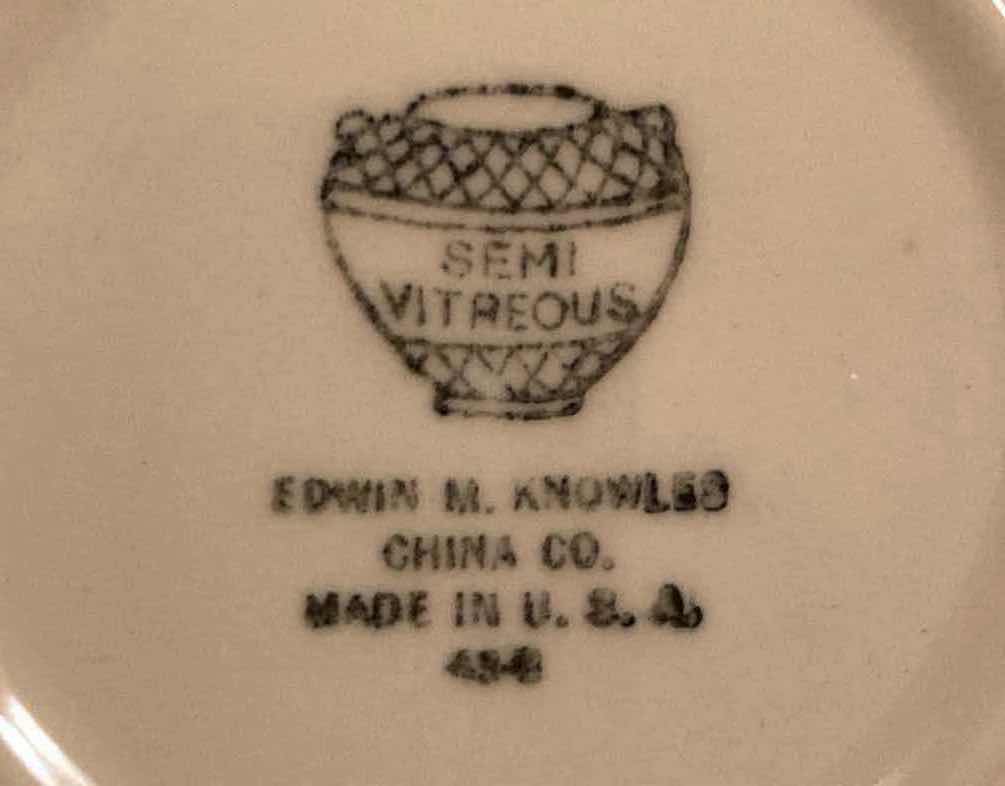 SEMI
VITREOUS
EDWIN M. KNOWLES
CHINA CO.
MADE IN U. S. A.